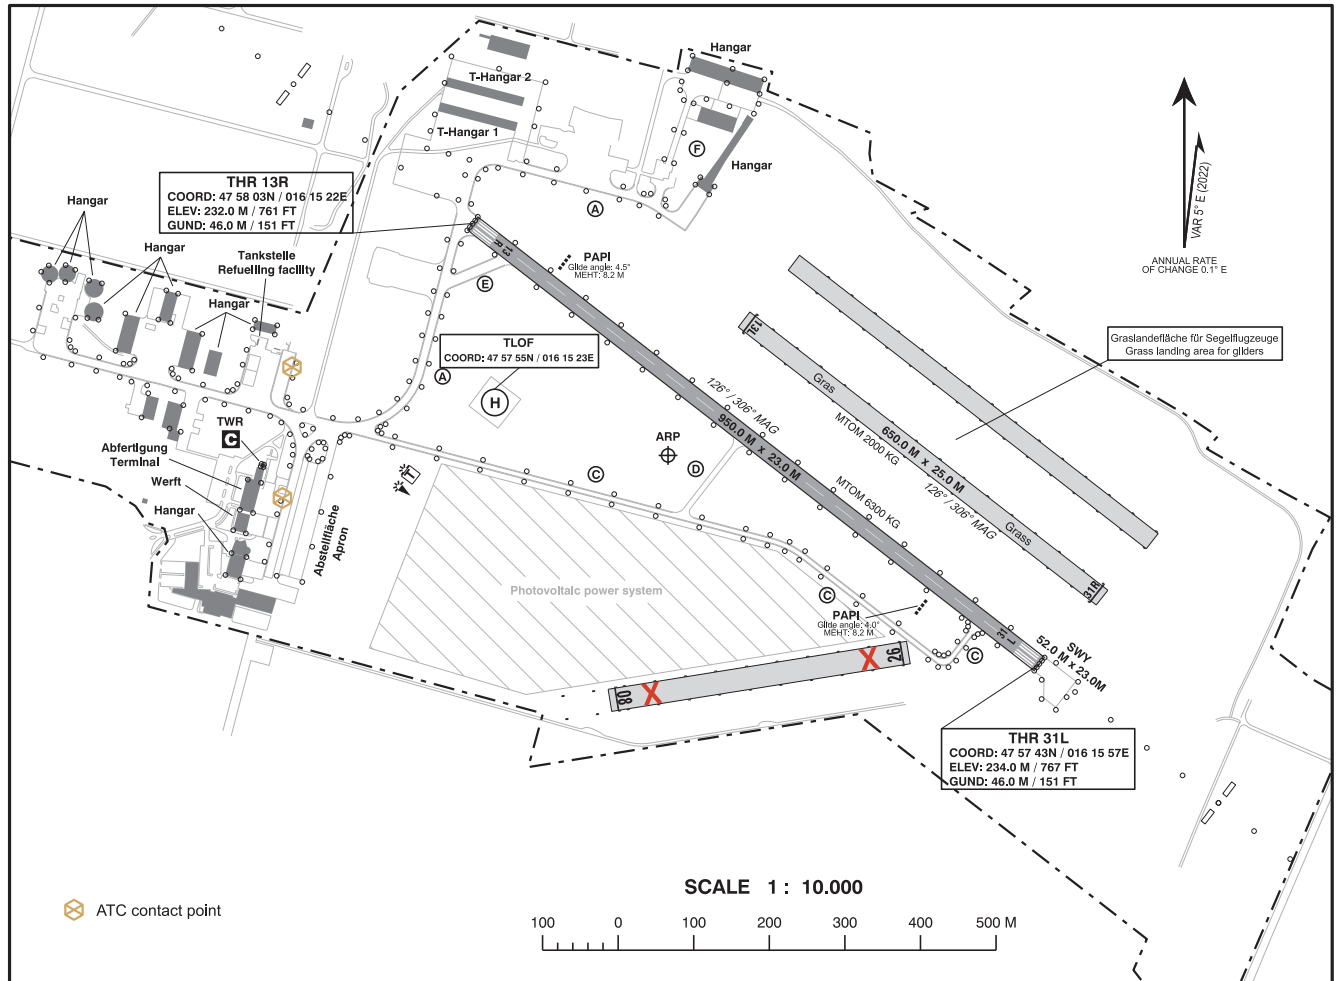 Hangar
T-Hangar 2
T-Hangar 1
F
Hangar
VAR 5° E (2022)
ANNUAL RATE
OF CHANGE 0.1° E
THR 13R
COORD: 47 58 03N / 016 15 22E
ELEV: 232.0 M / 761 FT
GUND: 46.0 M / 151 FT
A
Hangar
Hangar
Tankstelle
Refuelling facility
Hangar
13
R
PAPI
Glide angle: 4.5°
MEHT: 8.2 M
E
TLOF
COORD: 47 57 55N / 016 15 23E
A
H
13L
Graslandefläche für Segelflugzeuge
Grass landing area for gliders
Gras
126° / 306° MAG
950.0 M x 23.0 M
MTOM 6300 KG
MTOM 2000 KG
650.0 M x 25.0 M
126° / 306° MAG
Grass
31R
TWR
C
ARP
D
C
T
Abfertigung
Terminal
Werft
Hangar
Abstellfläche
Apron
Photovoltaic power system
C
PAPI
Glide angle: 4.0°
MEHT: 8.2 M
31
L
C
SWY
52.0 M x 23.0M
26
08
THR 31L
COORD: 47 57 43N / 016 15 57E
ELEV: 234.0 M / 767 FT
GUND: 46.0 M / 151 FT
SCALE 1 : 10.000
100 0 100 200 300 400 500 M
ATC contact point